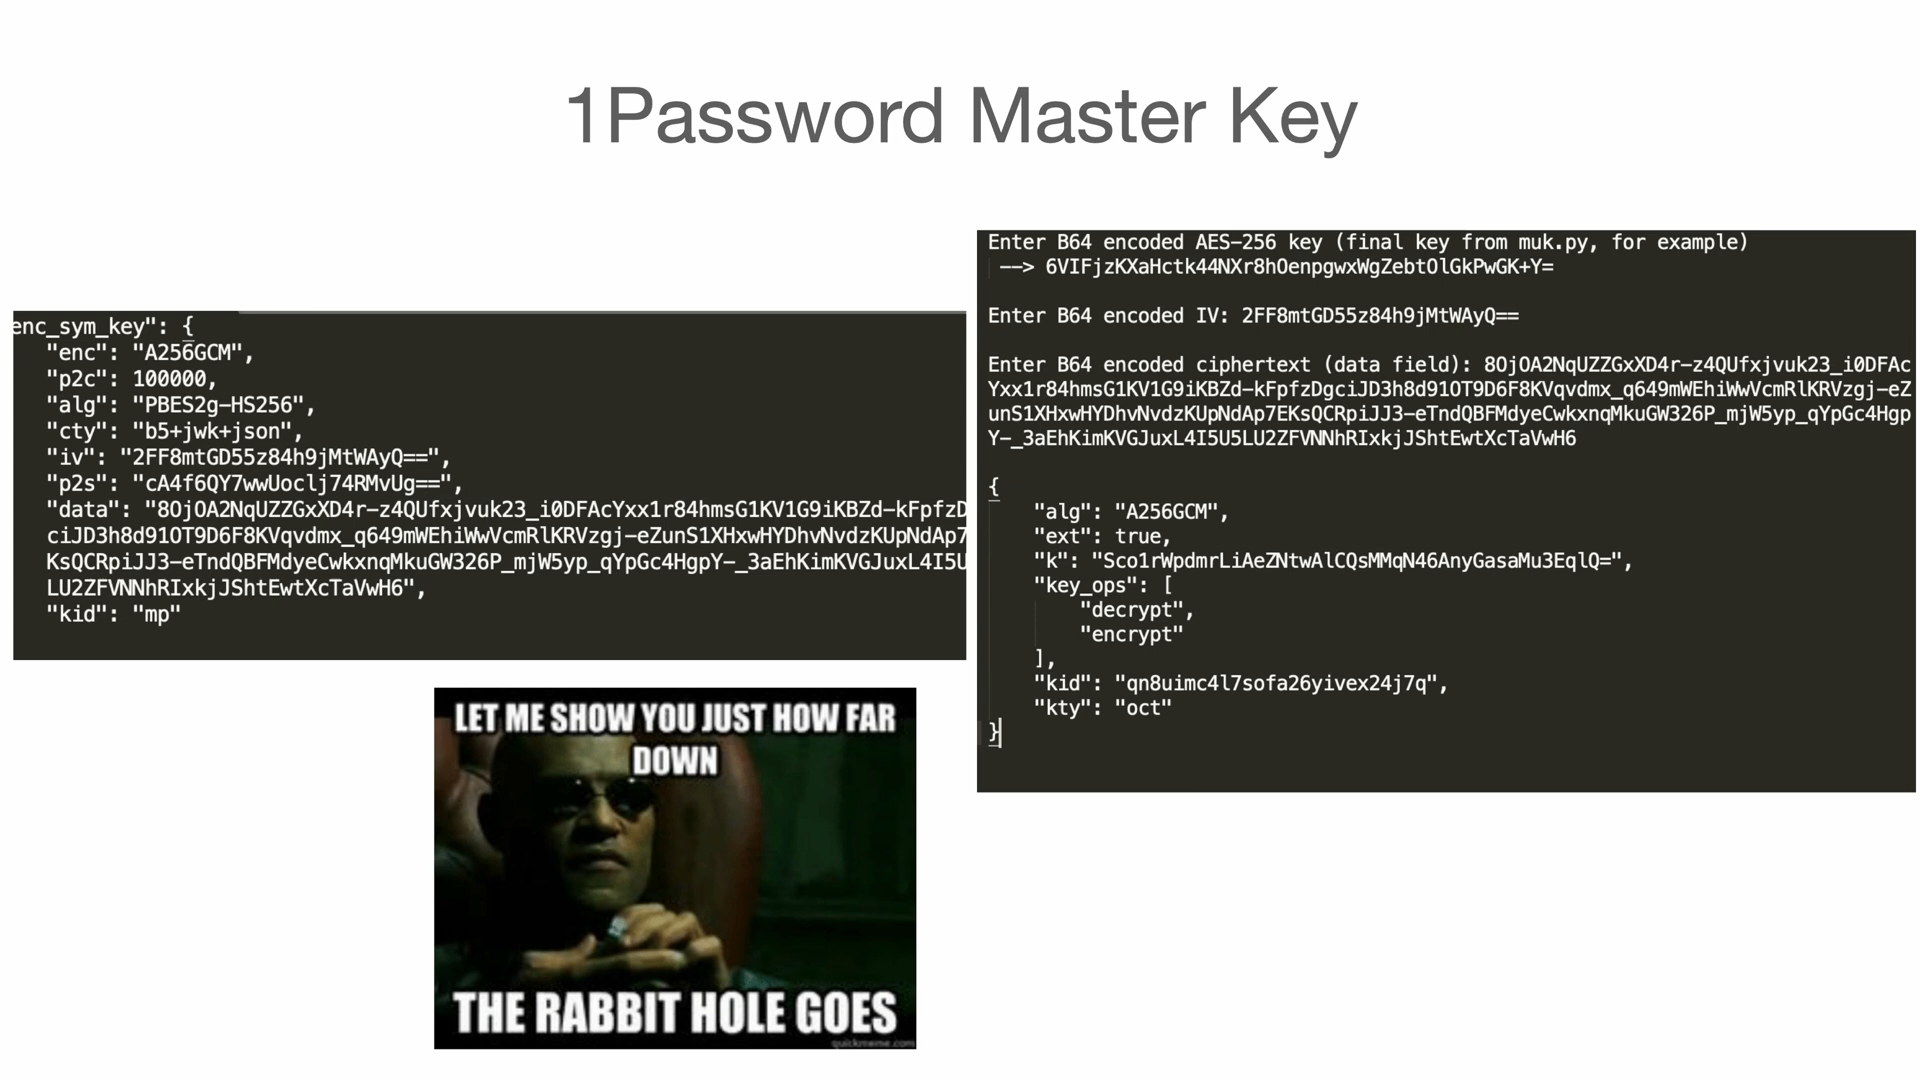 1Password Master Key
enc_sym_key": {
"enc": "A256GCM",
"p2c": 100000,
"alg": "PBES2g-HS256",
"cty": "b5+jwk+json",
"iv": "2FF8mtGD55z84h9jMtWAyQ==",
"p2s": "cA4f6QY7wwUoclj74RMvUg==",
"data": "8OjOA2NqUZZGxXD4r-z4QUfxjvuk23_i0DFAcYxx1r84hmsG1KV1G9iKBZd-kFpfzD
ciJD3h8d91OT9D6F8KVqvdmx_q649mWEhiWwVcmRlKRVzgj-eZunS1XHxwHYDhvNvdzKUpNdAp7
KsQCRpiJJ3-eTndQBFMdyeCwkxnqMkuGW326P_mjW5yp_qYpGc4HgpY-_3aEhKimKVGJuxL4I5U
LU2ZFVNNhRIxkjJShtEwtXcTaVwH6",
"kid": "mp"
Enter B64 encoded AES-256 key (final key from muk.py, for example)
--> 6VIFjzKXaHctk44NXr8hOenpgwxWgZebtOlGkPwGK+Y=
Enter B64 encoded IV: 2FF8mtGD55z84h9jMtWAyQ==
Enter B64 encoded ciphertext (data field): 8OjOA2NqUZZGxXD4r-z4QUfxjvuk23_i0DFAc
Yxx1r84hmsG1KV1G9iKBZd-kFpfzDgciJD3h8d91OT9D6F8KVqvdmx_q649mWEhiWwVcmRlKRVzgj-eZ
unS1XHxwHYDhvNvdzKUpNdAp7EKsQCRpiJJ3-eTndQBFMdyeCwkxnqMkuGW326P_mjW5yp_qYpGc4Hgp
Y-_3aEhKimKVGJuxL4I5U5LU2ZFVNNhRIxkjJShtEwtXcTaVwH6
{
"alg": "A256GCM",
"ext": true,
"k": "Sco1rWpdmrLiAeZNtwAlCQsMMqN46AnyGasaMu3EqlQ=",
"key_ops": [
"decrypt",
"encrypt"
],
"kid": "qn8uimc4l7sofa26yivex24j7q",
"kty": "oct"
}
LET ME SHOW YOU JUST HOW FAR
DOWN
THE RABBIT HOLE GOES
quickmeme.com